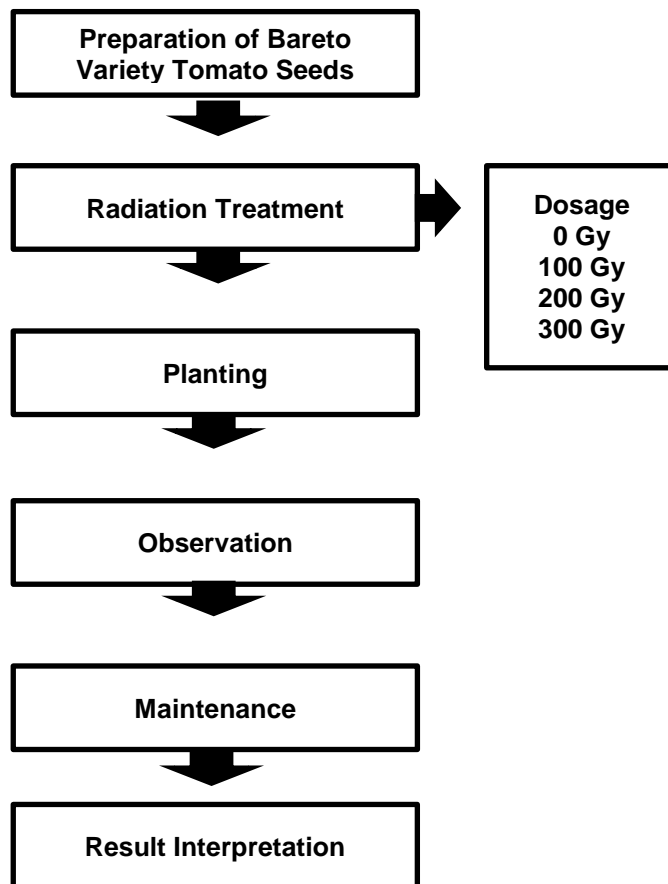 Preparation of Bareto
Variety Tomato Seeds
Radiation Treatment
Dosage
0 Gy
100 Gy
200 Gy
300 Gy
Planting
Observation
Maintenance
Result Interpretation